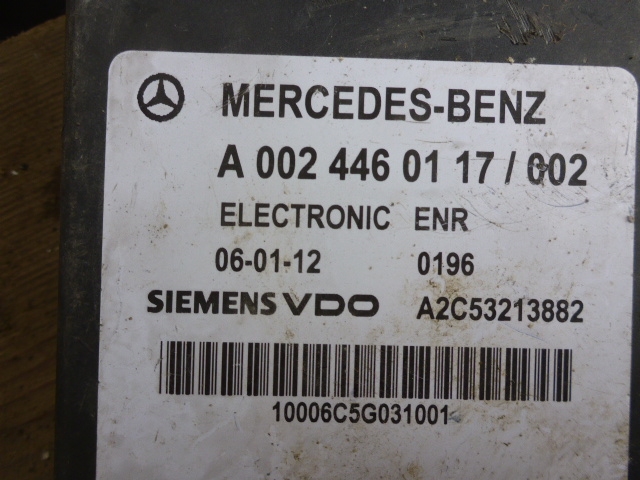 MERCEDES-BENZ
A 002 446 01 17 / 002
ELECTRONIC ENR
06-01-12 0196
SIEMENS VDO A2C53213882
10006C5G031001